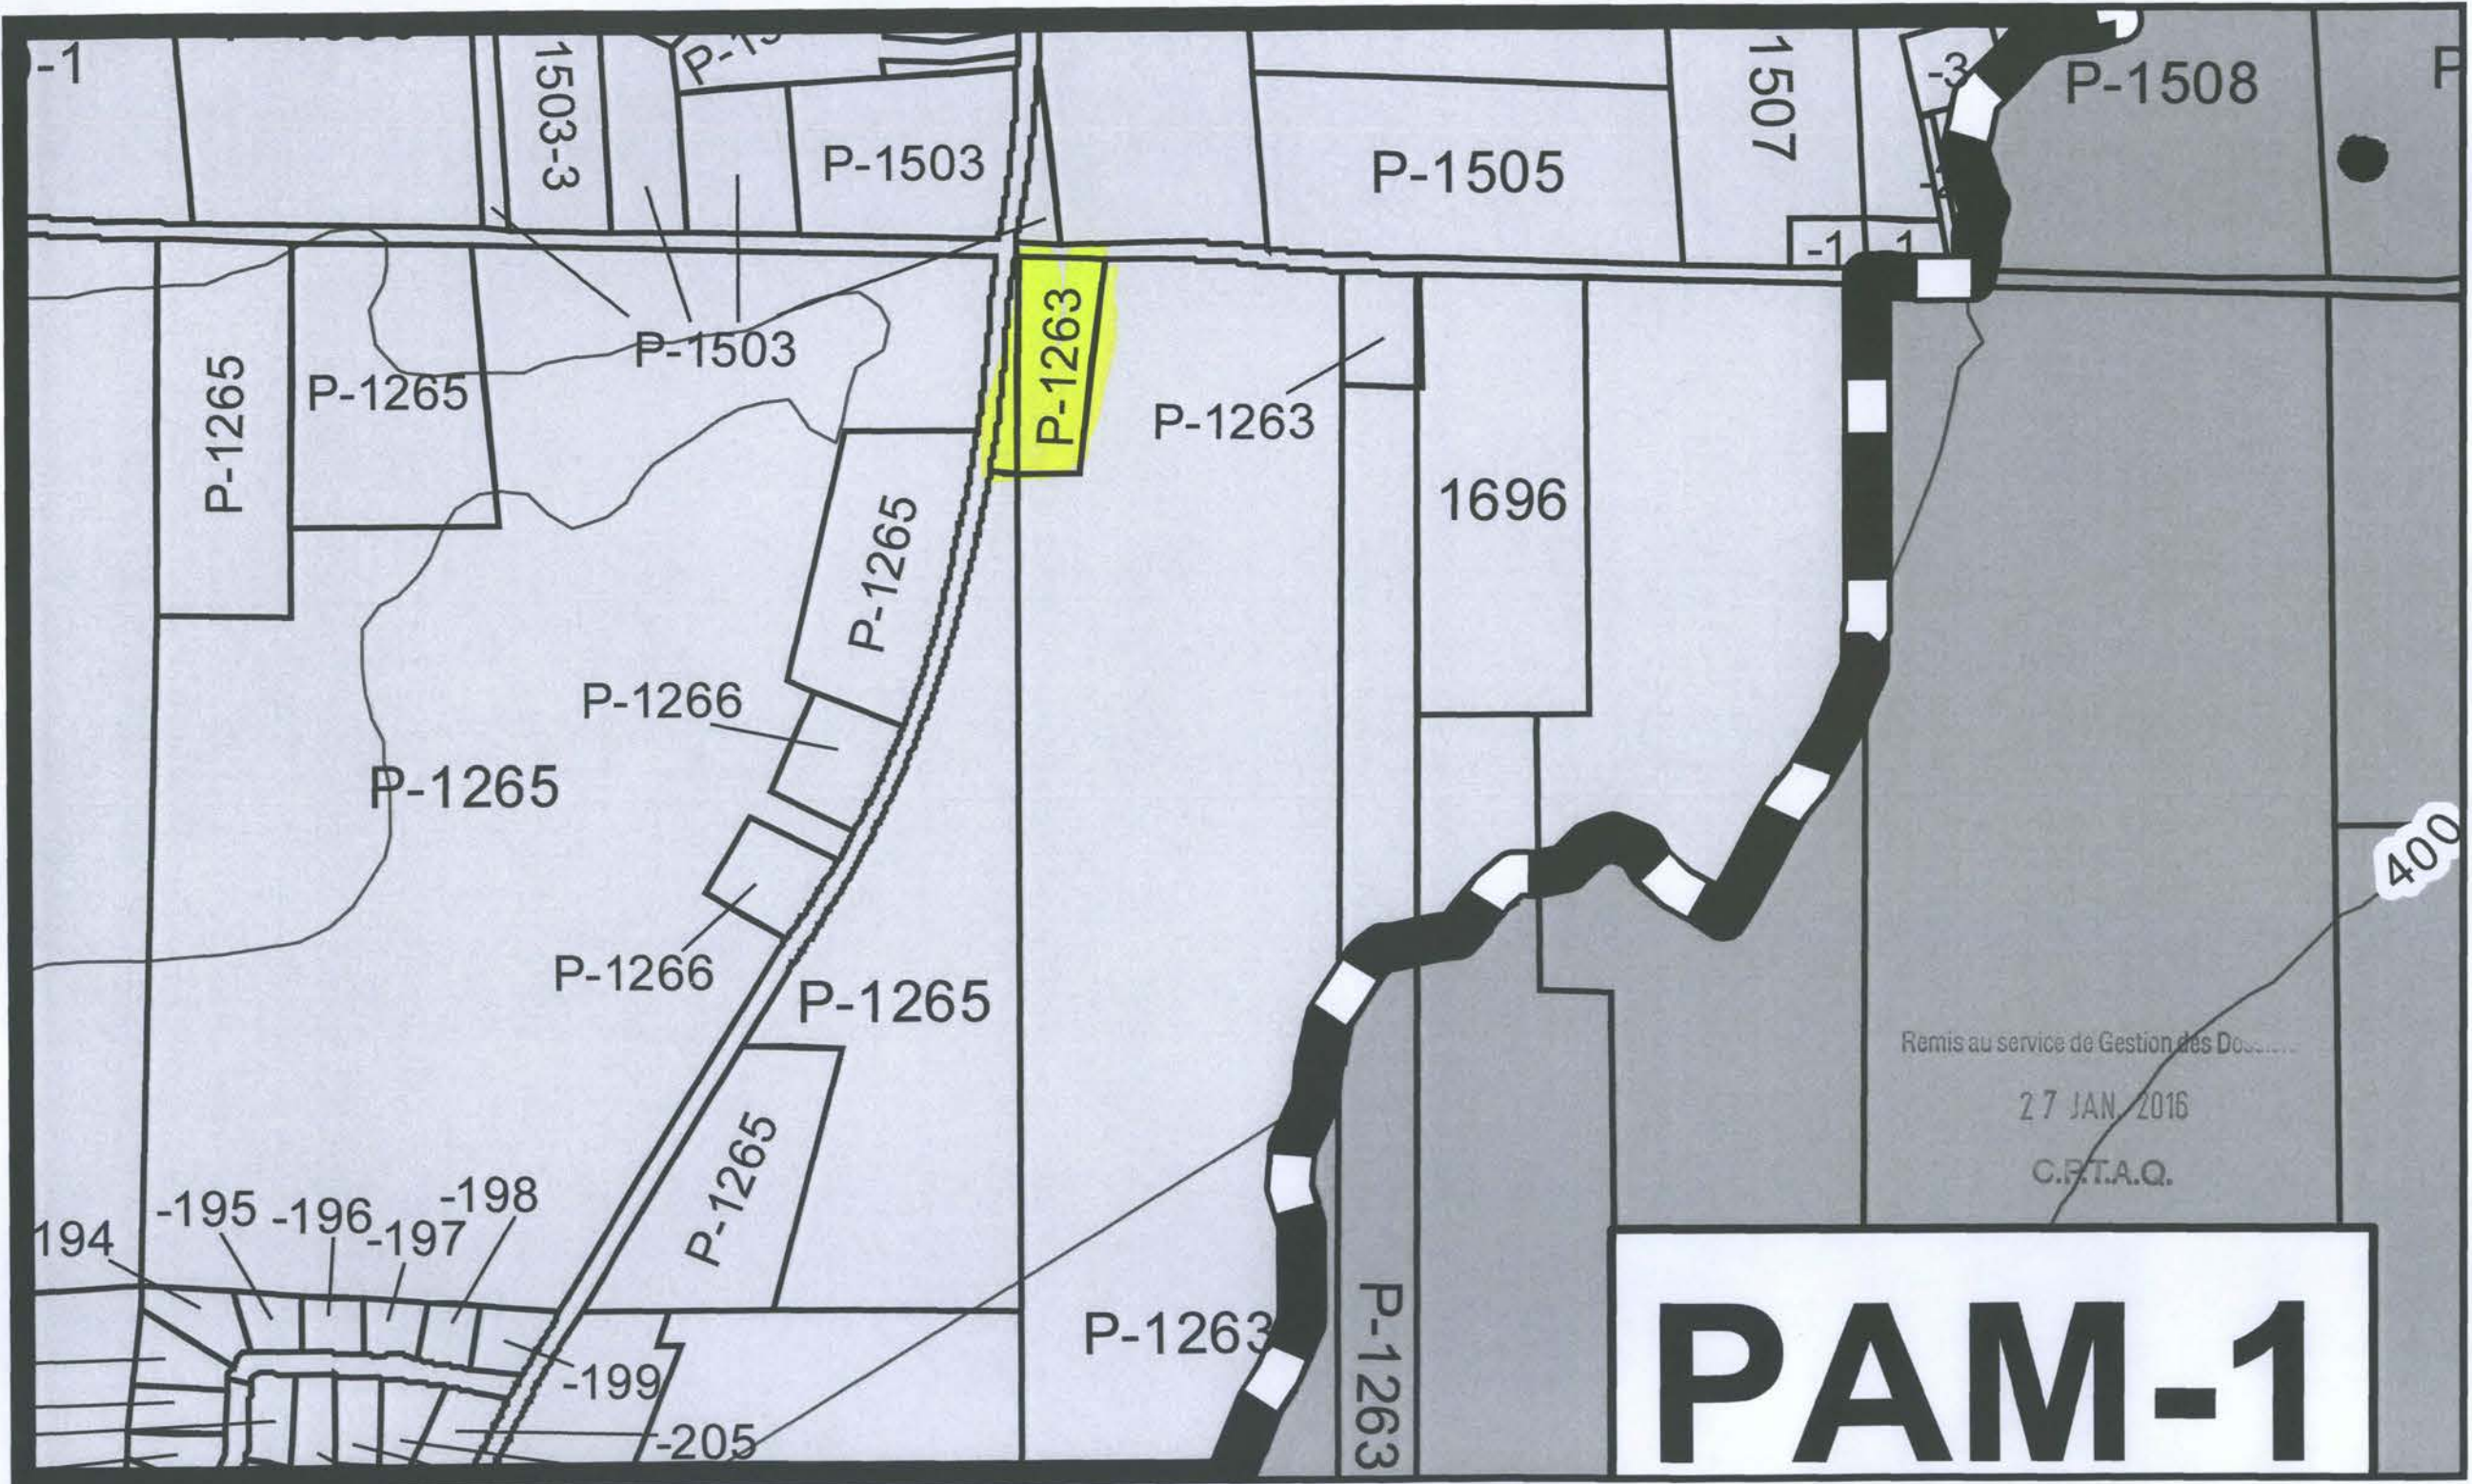 -1
1503-3
P-1503
P-1505
1507
-3
P-1508
P
-1
1
P-1503
P-1263
P-1265
P-1265
P-1263
1696
P-1265
P-1266
P-1265
400
P-1266
P-1265
Remis au service de Gestion des
27 JAN. 2016
C.P.T.A.Q.
P-1265
194
-195
-196
-197
-198
P-1263
P-1263
PAM-1
-199
-205